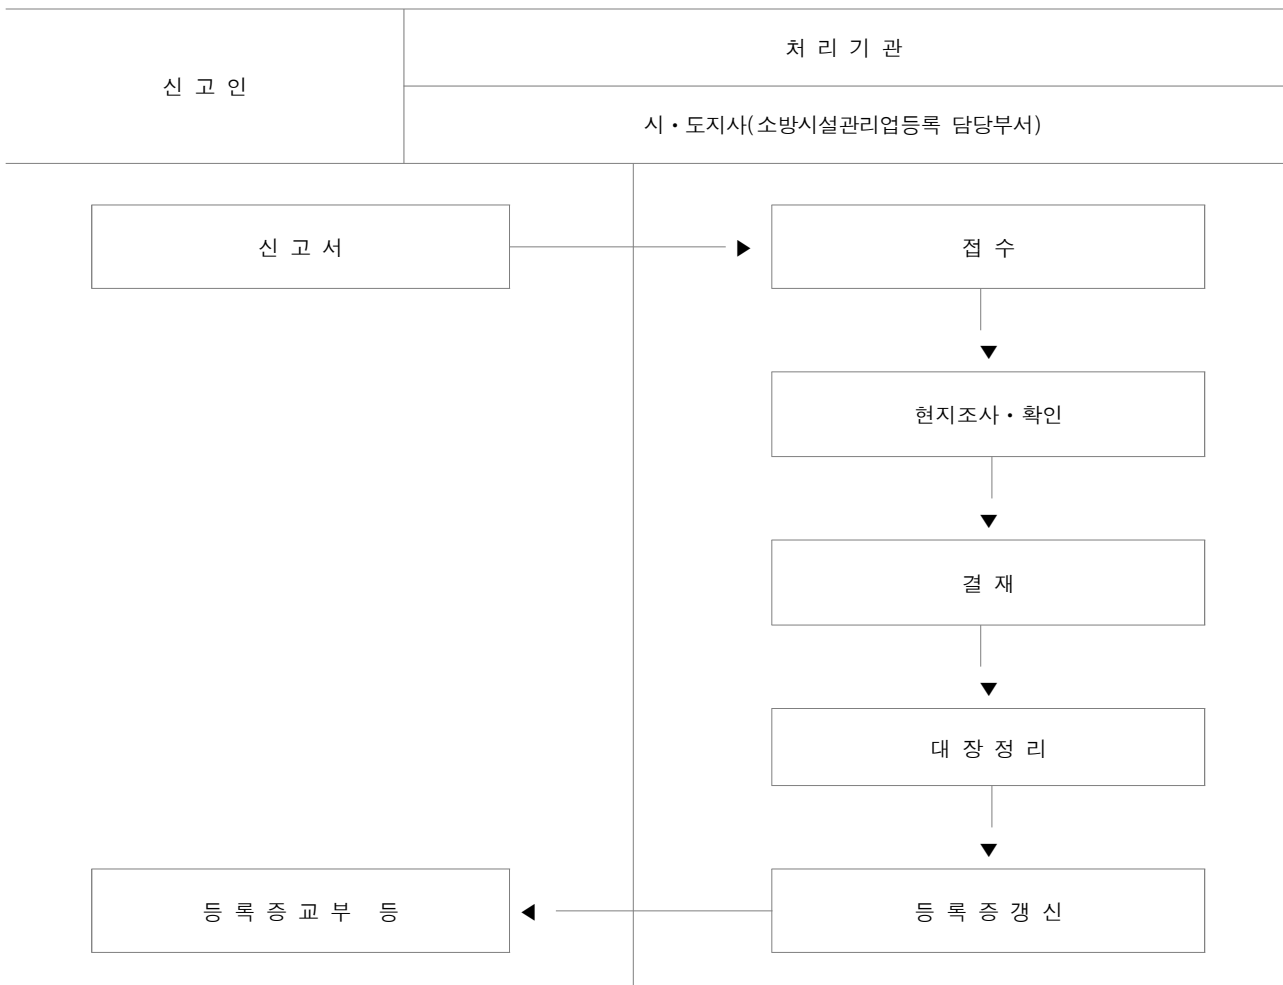 신 고 인
처 리 기 관
시・도지사(소방시설관리업등록 담당부서)
신 고 서
접 수
현지조사・확인
결 재
대 장 정 리
등 록 증 교 부 등
등 록 증 갱 신